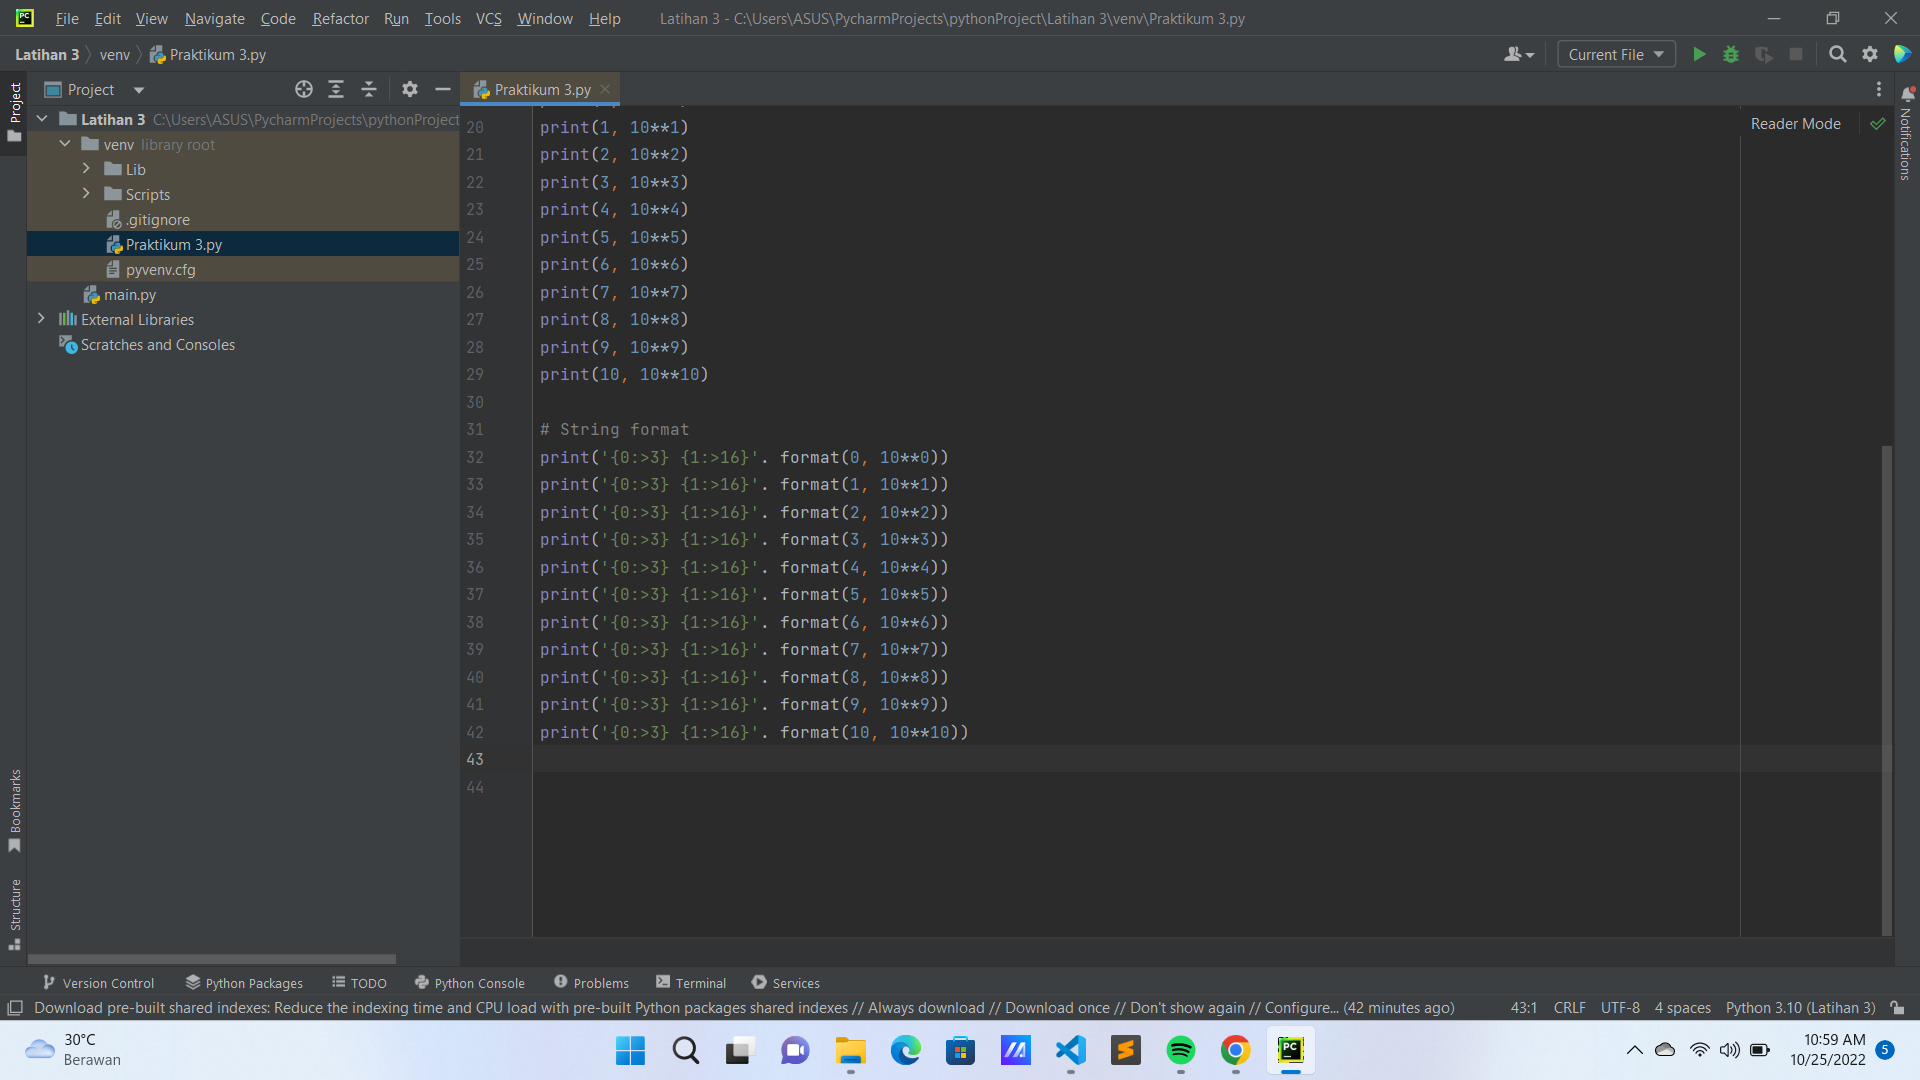 PC File Edit View Navigate Code Refactor Run Tools VCS Window Help Latihan 3 - C:\Users\ASUS\PycharmProjects\pythonProject\Latihan 3\venv\Praktikum 3.py
Latihan 3 venv Praktikum 3.py
Current File
Project
Project
Praktikum 3.py
Latihan 3 C:\Users\ASUS\PycharmProjects\pythonProject
venv library root
Lib
Scripts
.gitignore
Praktikum 3.py
pyvenv.cfg
main.py
External Libraries
Scratches and Consoles
20 print(1, 10**1)
21 print(2, 10**2)
22 print(3, 10**3)
23 print(4, 10**4)
24 print(5, 10**5)
25 print(6, 10**6)
26 print(7, 10**7)
27 print(8, 10**8)
28 print(9, 10**9)
29 print(10, 10**10)
30
31 # String format
32 print('{0:>3} {1:>16}'. format(0, 10**0))
33 print('{0:>3} {1:>16}'. format(1, 10**1))
34 print('{0:>3} {1:>16}'. format(2, 10**2))
35 print('{0:>3} {1:>16}'. format(3, 10**3))
36 print('{0:>3} {1:>16}'. format(4, 10**4))
37 print('{0:>3} {1:>16}'. format(5, 10**5))
38 print('{0:>3} {1:>16}'. format(6, 10**6))
39 print('{0:>3} {1:>16}'. format(7, 10**7))
40 print('{0:>3} {1:>16}'. format(8, 10**8))
41 print('{0:>3} {1:>16}'. format(9, 10**9))
42 print('{0:>3} {1:>16}'. format(10, 10**10))
43
44
Reader Mode
Notifications
Bookmarks
Structure
Version Control Python Packages TODO Python Console Problems Terminal Services
Download pre-built shared indexes: Reduce the indexing time and CPU load with pre-built Python packages shared indexes // Always download // Download once // Don't show again // Configure... (42 minutes ago) 43:1 CRLF UTF-8 4 spaces Python 3.10 (Latihan 3)
30°C
Berawan
PC
10:59 AM
10/25/2022
5